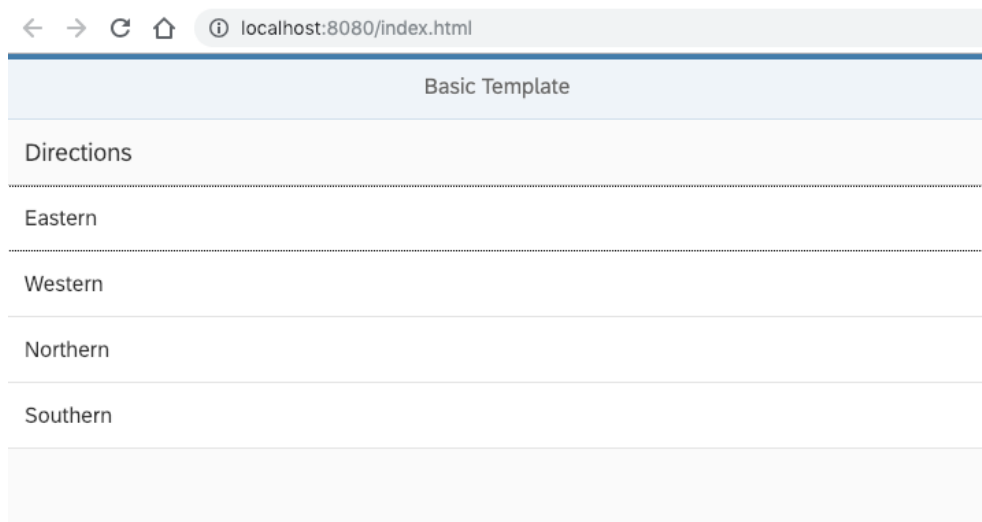 localhost:8080/index.html
Basic Template
Directions
Eastern
Western
Northern
Southern